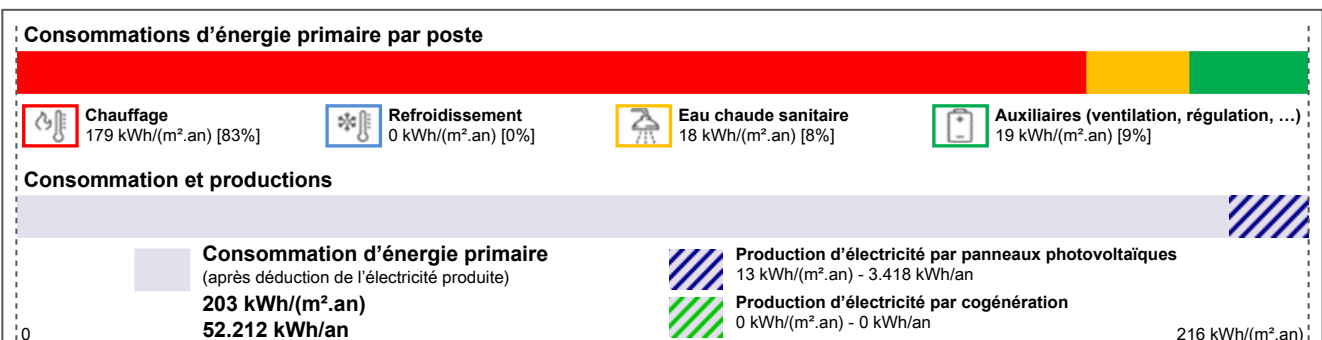 Consommations d’énergie primaire par poste
Chauffage
179 kWh/(m².an) [83%]
Refroidissement
0 kWh/(m².an) [0%]
Eau chaude sanitaire
18 kWh/(m².an) [8%]
Auxiliaires (ventilation, régulation, …)
19 kWh/(m².an) [9%]
Consommation et productions
Consommation d’énergie primaire
(après déduction de l’électricité produite)
203 kWh/(m².an)
52.212 kWh/an
Production d’électricité par panneaux photovoltaïques
13 kWh/(m².an) - 3.418 kWh/an
Production d’électricité par cogénération
0 kWh/(m².an) - 0 kWh/an
0
216 kWh/(m².an)